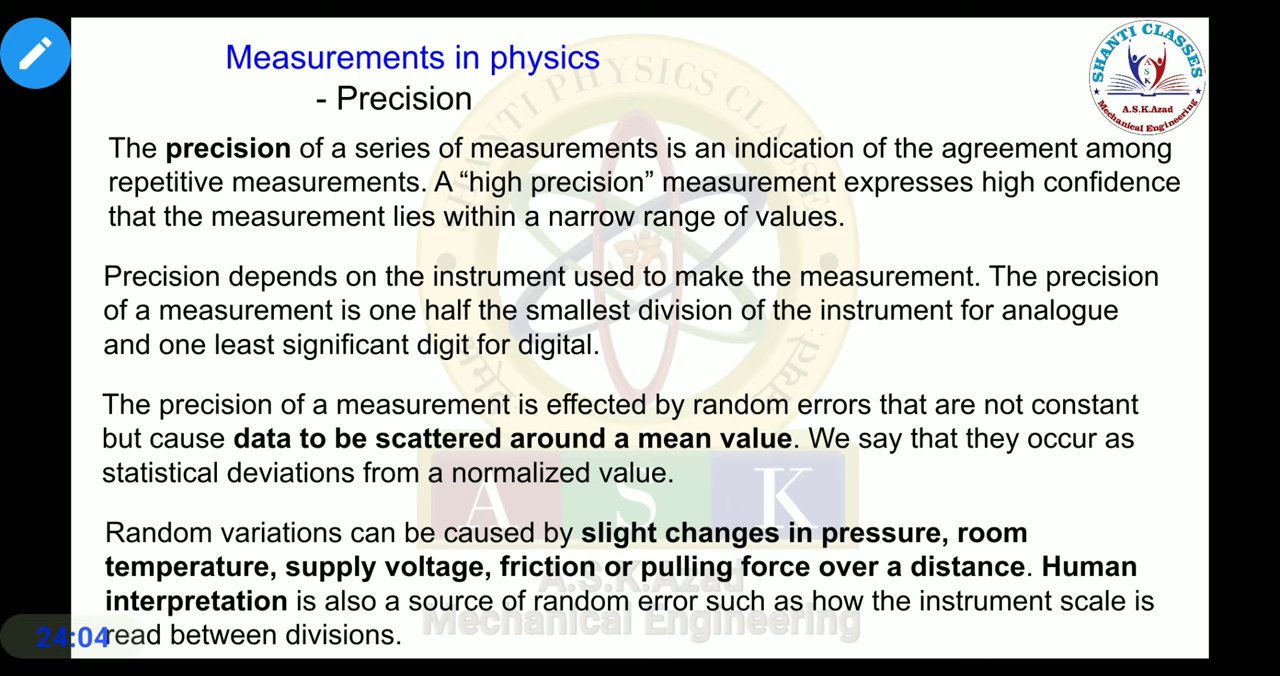 Measurements in physics
- Precision
SHANTI CLASSES
A S K
A.S.K.Azad
Mechanical Engineering
The precision of a series of measurements is an indication of the agreement among
repetitive measurements. A “high precision” measurement expresses high confidence
that the measurement lies within a narrow range of values.
Precision depends on the instrument used to make the measurement. The precision
of a measurement is one half the smallest division of the instrument for analogue
and one least significant digit for digital.
The precision of a measurement is effected by random errors that are not constant
but cause data to be scattered around a mean value. We say that they occur as
statistical deviations from a normalized value.
Random variations can be caused by slight changes in pressure, room
temperature, supply voltage, friction or pulling force over a distance. Human
interpretation is also a source of random error such as how the instrument scale is
read between divisions.
24:04
SHANTI PHYSICS CLASSES
ॐ
A S K
A.S.K.Azad
Mechanical Engineering